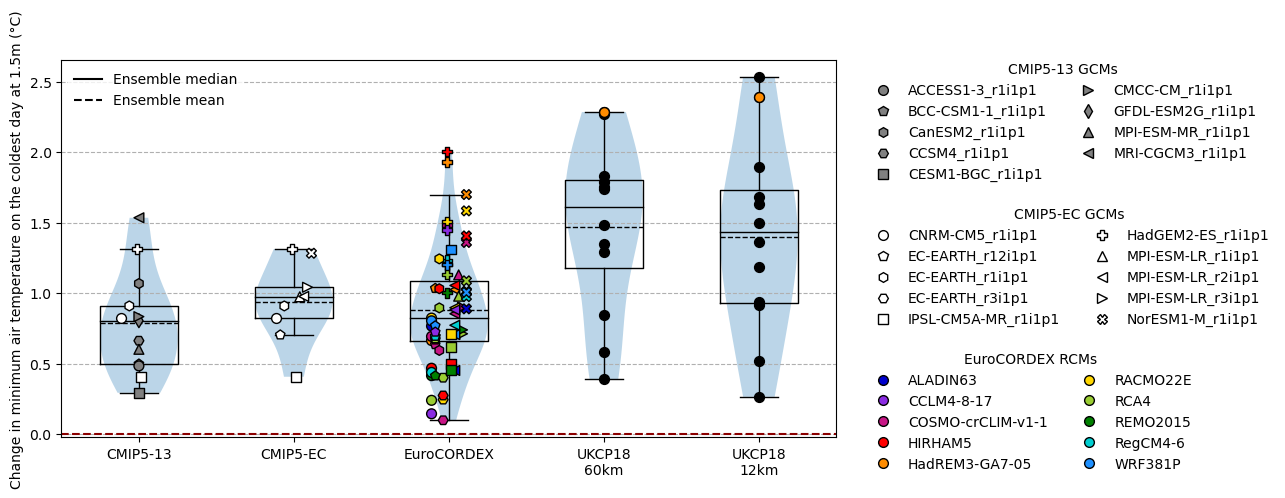 Change in minimum air temperature on the coldest day at 1.5m (°C)
2.5
2.0
1.5
1.0
0.5
0.0
Ensemble median
Ensemble mean
CMIP5-13
CMIP5-EC
EuroCORDEX
UKCP18
60km
UKCP18
12km
CMIP5-13 GCMs
ACCESS1-3_r1i1p1
BCC-CSM1-1_r1i1p1
CanESM2_r1i1p1
CCSM4_r1i1p1
CESM1-BGC_r1i1p1
CMCC-CM_r1i1p1
GFDL-ESM2G_r1i1p1
MPI-ESM-MR_r1i1p1
MRI-CGCM3_r1i1p1
CMIP5-EC GCMs
CNRM-CM5_r1i1p1
EC-EARTH_r12i1p1
EC-EARTH_r1i1p1
EC-EARTH_r3i1p1
IPSL-CM5A-MR_r1i1p1
HadGEM2-ES_r1i1p1
MPI-ESM-LR_r1i1p1
MPI-ESM-LR_r2i1p1
MPI-ESM-LR_r3i1p1
NorESM1-M_r1i1p1
EuroCORDEX RCMs
ALADIN63
CCLM4-8-17
COSMO-crCLIM-v1-1
HIRHAM5
HadREM3-GA7-05
RACMO22E
RCA4
REMO2015
RegCM4-6
WRF381P